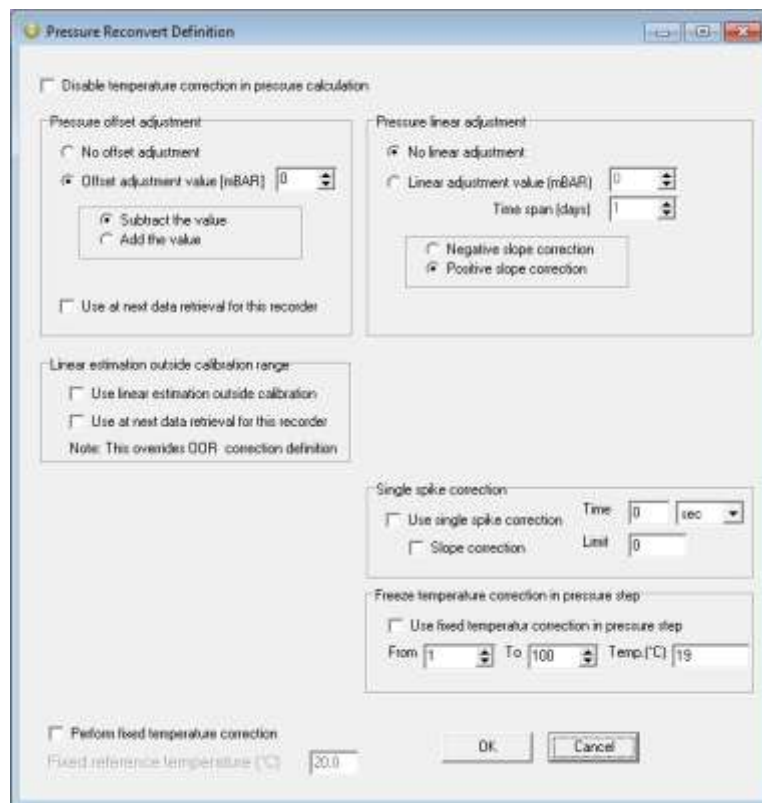 Pressure Reconvert Definition
Disable temperature correction in pressure calculation
Pressure offset adjustment
No offset adjustment
Offset adjustment value (mBAR) 0
Subtract the value
Add the value
Use at next data retrieval for this recorder
Pressure linear adjustment
No linear adjustment
Linear adjustment value (mBAR) 0
Time span (days) 1
Negative slope correction
Positive slope correction
Linear estimation outside calibration range
Use linear estimation outside calibration
Use at next data retrieval for this recorder
Note: This overrides OOR correction definition
Single spike correction
Use single spike correction Time 0 sec
Slope correction Limit 0
Freeze temperature correction in pressure step
Use fixed temperatur correction in pressure step
From 1 To 100 Temp.(°C) 19
Perform fixed temperature correction
Fixed reference temperature (°C) 20.0
OK Cancel